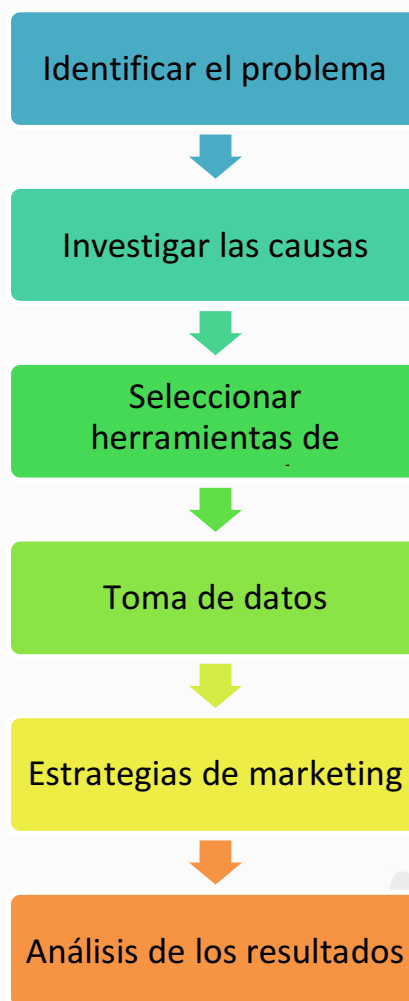 Identificar el problema
Investigar las causas
Seleccionar
herramientas de
Toma de datos
Estrategias de marketing
Análisis de los resultados